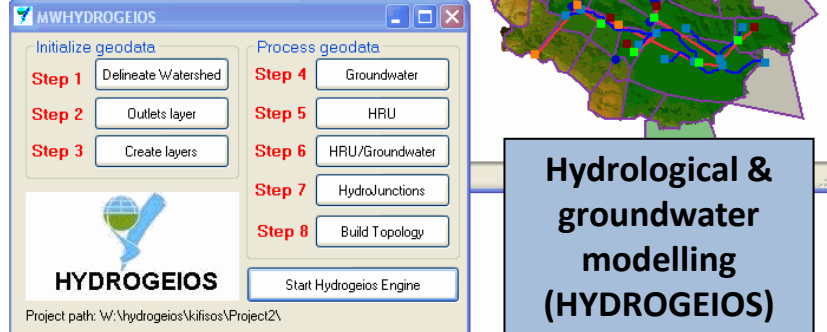 MWHYDROGEIOS
Initialize geodata
Step 1 Delineate Watershed
Step 2 Outlets layer
Step 3 Create layers
HYDROGEIOS
Process geodata
Step 4 Groundwater
Step 5 HRU
Step 6 HRU/Groundwater
Step 7 HydroJunctions
Step 8 Build Topology
Start Hydrogeios Engine
Project path: W:\hydrogeios\kifisos\Project2\
Hydrological &
groundwater
modelling
(HYDROGEIOS)